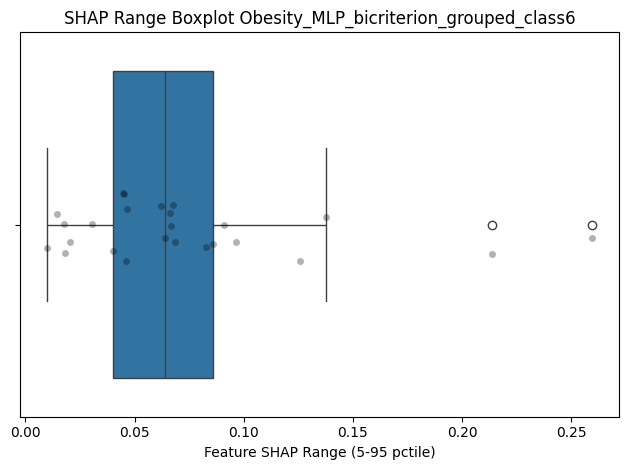 SHAP Range Boxplot Obesity_MLP_bicriterion_grouped_class6
0.00 0.05 0.10 0.15 0.20 0.25
Feature SHAP Range (5-95 pctile)